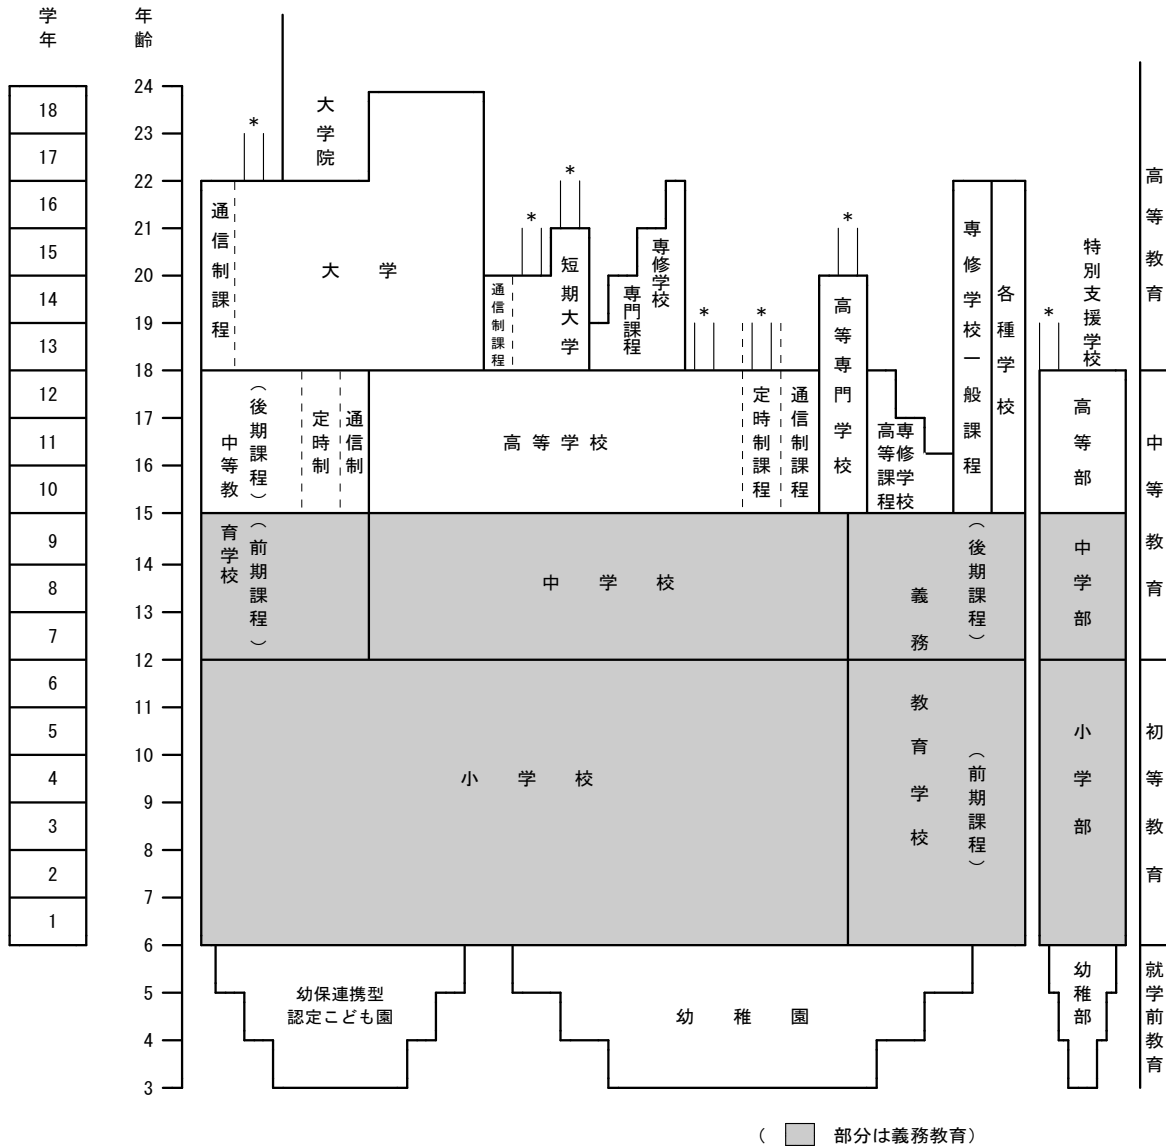 学年
年齢
24
23
22
21
20
19
18
17
16
15
14
13
12
11
10
9
8
7
6
5
4
3
18
17
16
15
14
13
12
11
10
9
8
7
6
5
4
3
2
1
*
大学院
通信制課程
大学
通信制課程
*
*
短期大学
専修学校
専門課程
*
*
*
高等専門学校
専修学校一般課程
各種学校
*
特別支援学校
高等教育
中等教育学校
（後期課程）
定時制
通信制
高等学校
定時制課程
通信制課程
専修学校
高等課程
高等部
中等教育
（前期課程）
中学校
義務教育学校
（後期課程）
中学部
小学校
（前期課程）
小学部
初等教育
幼保連携型
認定こども園
幼稚園
幼稚部
就学前教育
（ 部分は義務教育）